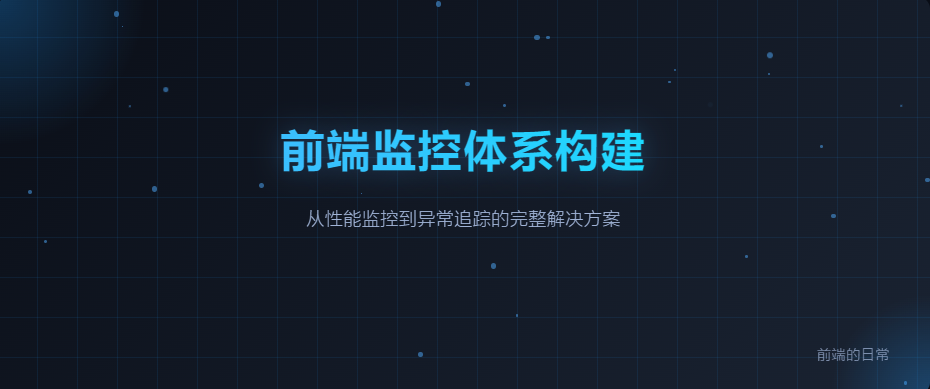 前端监控体系构建
从性能监控到异常追踪的完整解决方案
前端的日常